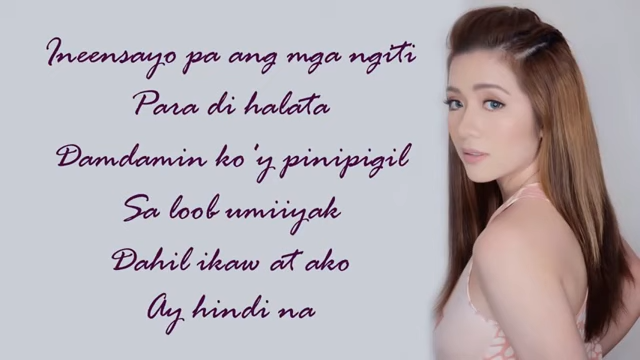 Ineensayo pa ang mga ngiti
Para di halata
Damdamin ko'y pinipigil
Sa loob umiiyak
Dahil ikaw at ako
Ay hindi na